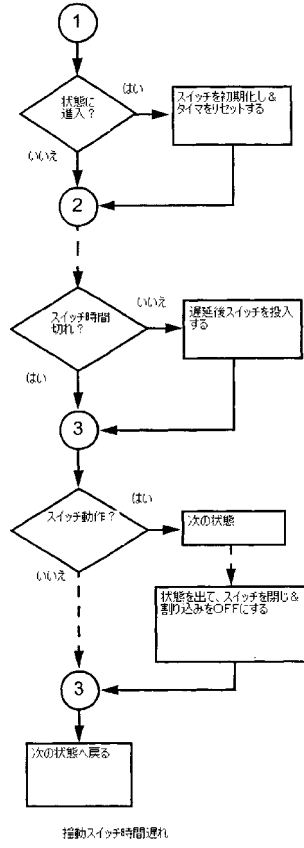 1
状態に
進入？
はい
スイッチを初期化し＆
タイマをリセットする
いいえ
2
スイッチ時間
切れ？
いいえ
遅延後スイッチを投入
する
はい
3
スイッチ動作？
はい
次の状態
いいえ
状態を出て、スイッチを閉じ＆
割り込みをOFFにする
3
次の状態へ戻る
揺動スイッチ時間遅れ